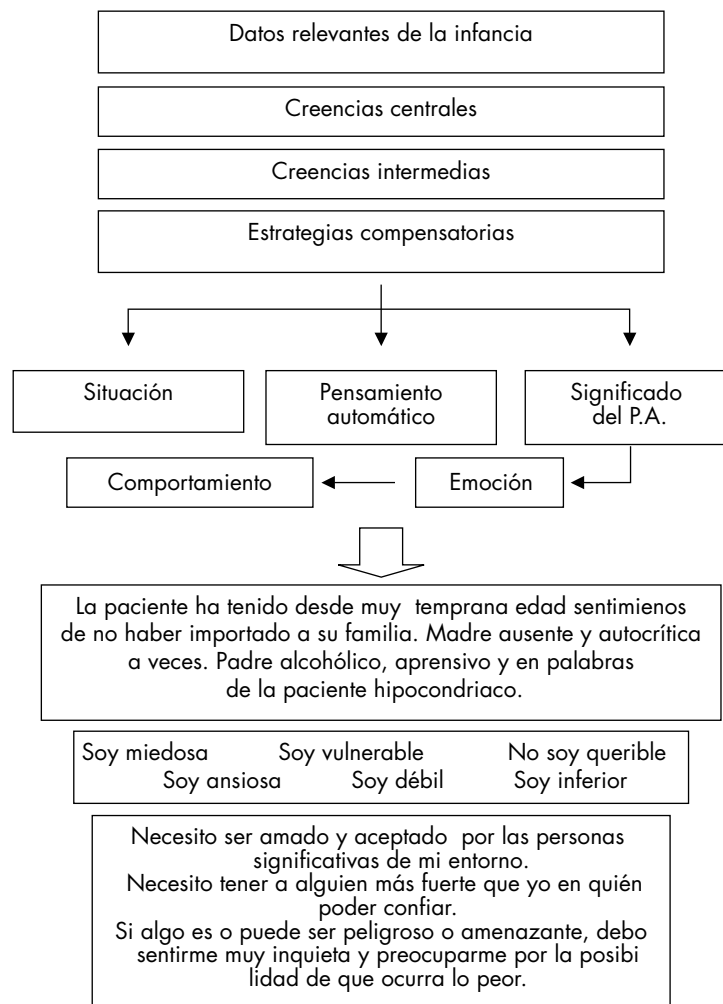 Datos relevantes de la infancia
Creencias centrales
Creencias intermedias
Estrategias compensatorias
Situación
Pensamiento
automático
Significado
del P.A.
Comportamiento
Emoción
La paciente ha tenido desde muy temprana edad sentimienos
de no haber importado a su familia. Madre ausente y autocrítica
a veces. Padre alcohólico, aprensivo y en palabras
de la paciente hipocondriaco.
Soy miedosa Soy vulnerable No soy querible
Soy ansiosa Soy débil Soy inferior
Necesito ser amado y aceptado por las personas
significativas de mi entorno.
Necesito tener a alguien más fuerte que yo en quién
poder confiar.
Si algo es o puede ser peligroso o amenazante, debo
sentirme muy inquieta y preocuparme por la posibi
lidad de que ocurra lo peor.